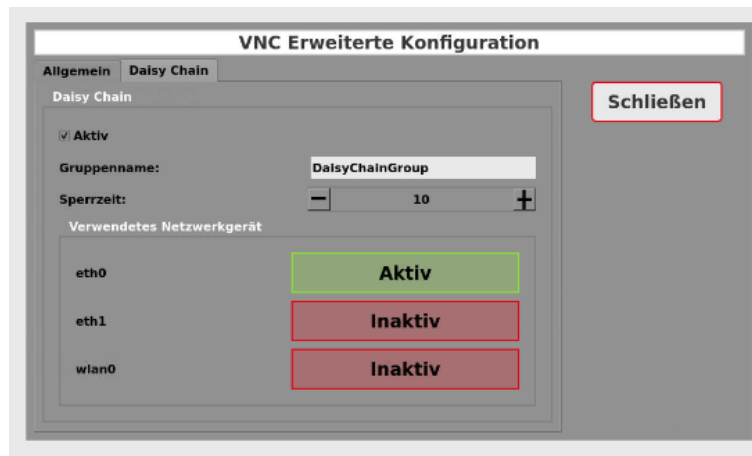 VNC Erweiterte Konfiguration
Allgemein Daisy Chain
Daisy Chain
Schließen
Aktiv
Gruppenname: DaisyChainGroup
Sperrzeit: 10
Verwendetes Netzwerkgerät
eth0 Aktiv
eth1 Inaktiv
wlan0 Inaktiv